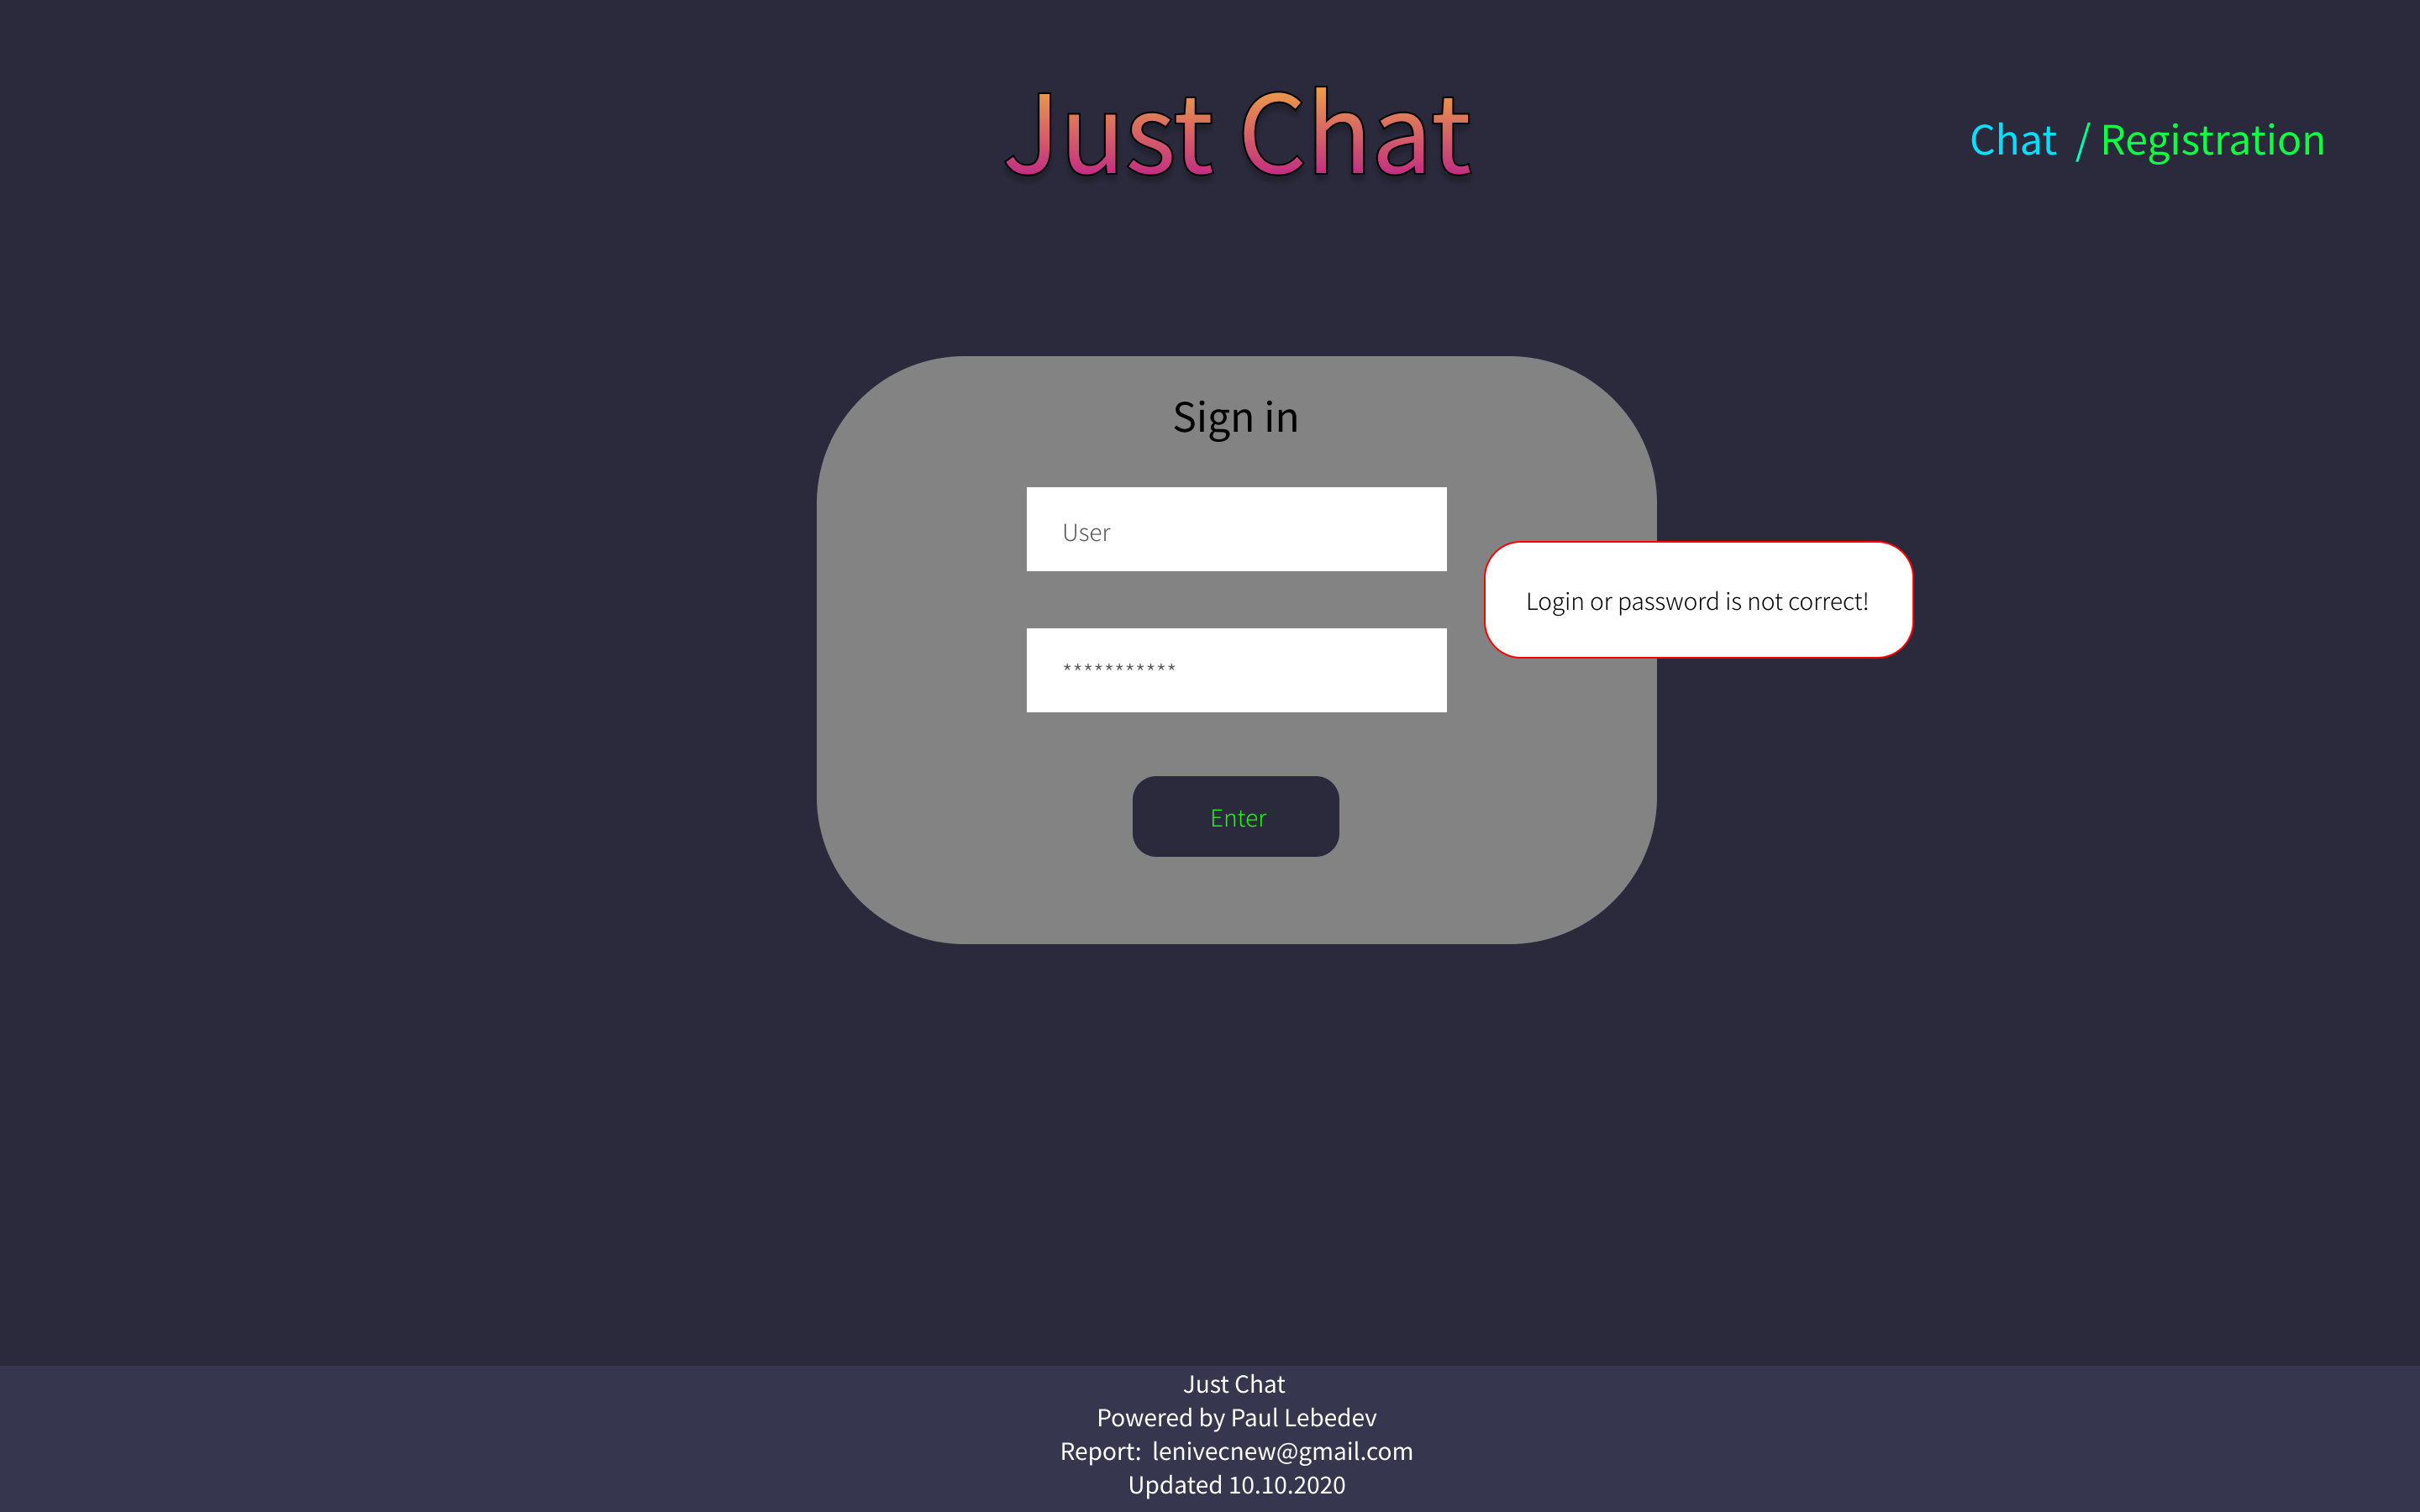 Just Chat
Chat / Registration
Sign in
User
Login or password is not correct!
***********
Enter
Just Chat
Powered by Paul Lebedev
Report: lenivecnew@gmail.com
Updated 10.10.2020